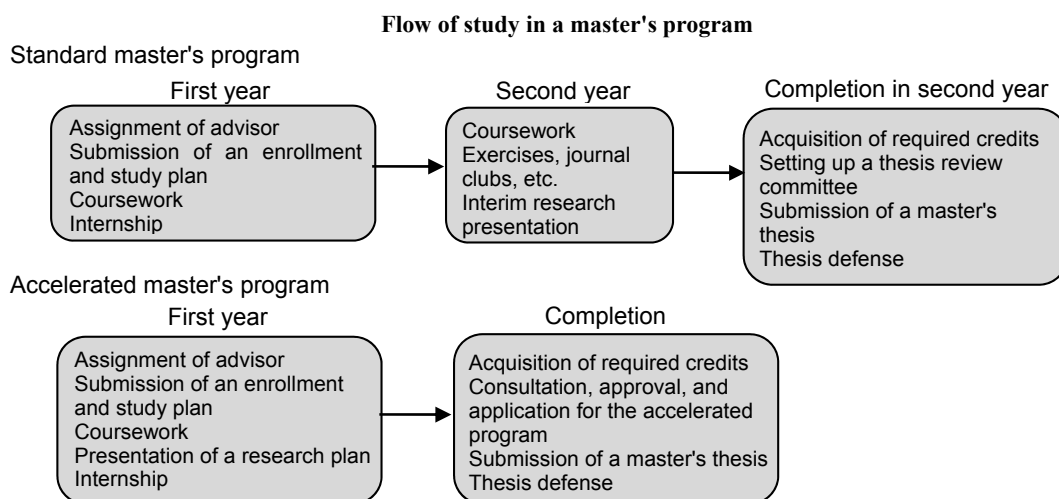 Flow of study in a master's program
Standard master's program
First year
Assignment of advisor
Submission of an enrollment
and study plan
Coursework
Internship
Second year
Coursework
Exercises, journal
clubs, etc.
Interim research
presentation
Completion in second year
Acquisition of required credits
Setting up a thesis review
committee
Submission of a master's
thesis
Thesis defense
Accelerated master's program
First year
Assignment of advisor
Submission of an enrollment
and study plan
Coursework
Presentation of a research plan
Internship
Completion
Acquisition of required credits
Consultation, approval, and
application for the accelerated
program
Submission of a master's thesis
Thesis defense